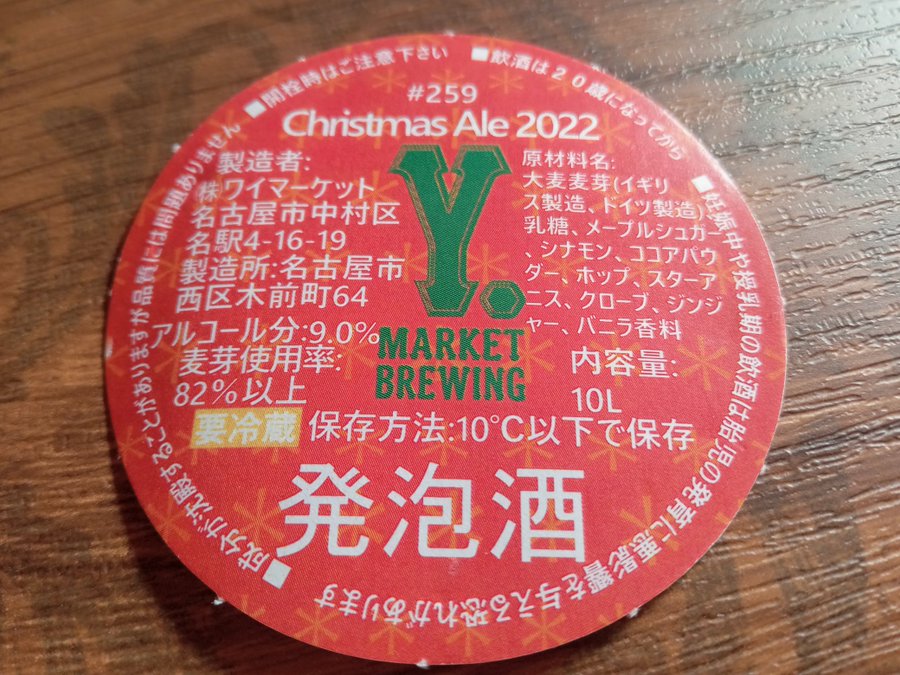 #259
Christmas Ale 2022
製造者:
㈱ワイマーケット
名古屋市中村区
名駅4-16-19
製造所:名古屋市
西区木前町64
アルコール分:9.0%
麦芽使用率:
82%以上
Y.
MARKET
BREWING
原材料名:
大麦麦芽(イギリ
ス製造、ドイツ製造)、
乳糖、メープルシュガー
、シナモン、ココアパウ
ダー、ホップ、スターア
ニス、クローブ、ジンジ
ャー、バニラ香料
内容量:
10L
要冷蔵 保存方法:10℃以下で保存
発泡酒
■成分が沈殿することがありますが品質には問題ありません
■開栓時はご注意下さい
■飲酒は20歳になってから
■妊娠中や授乳期の飲酒は胎児の発育に悪影響を与える恐れがあります